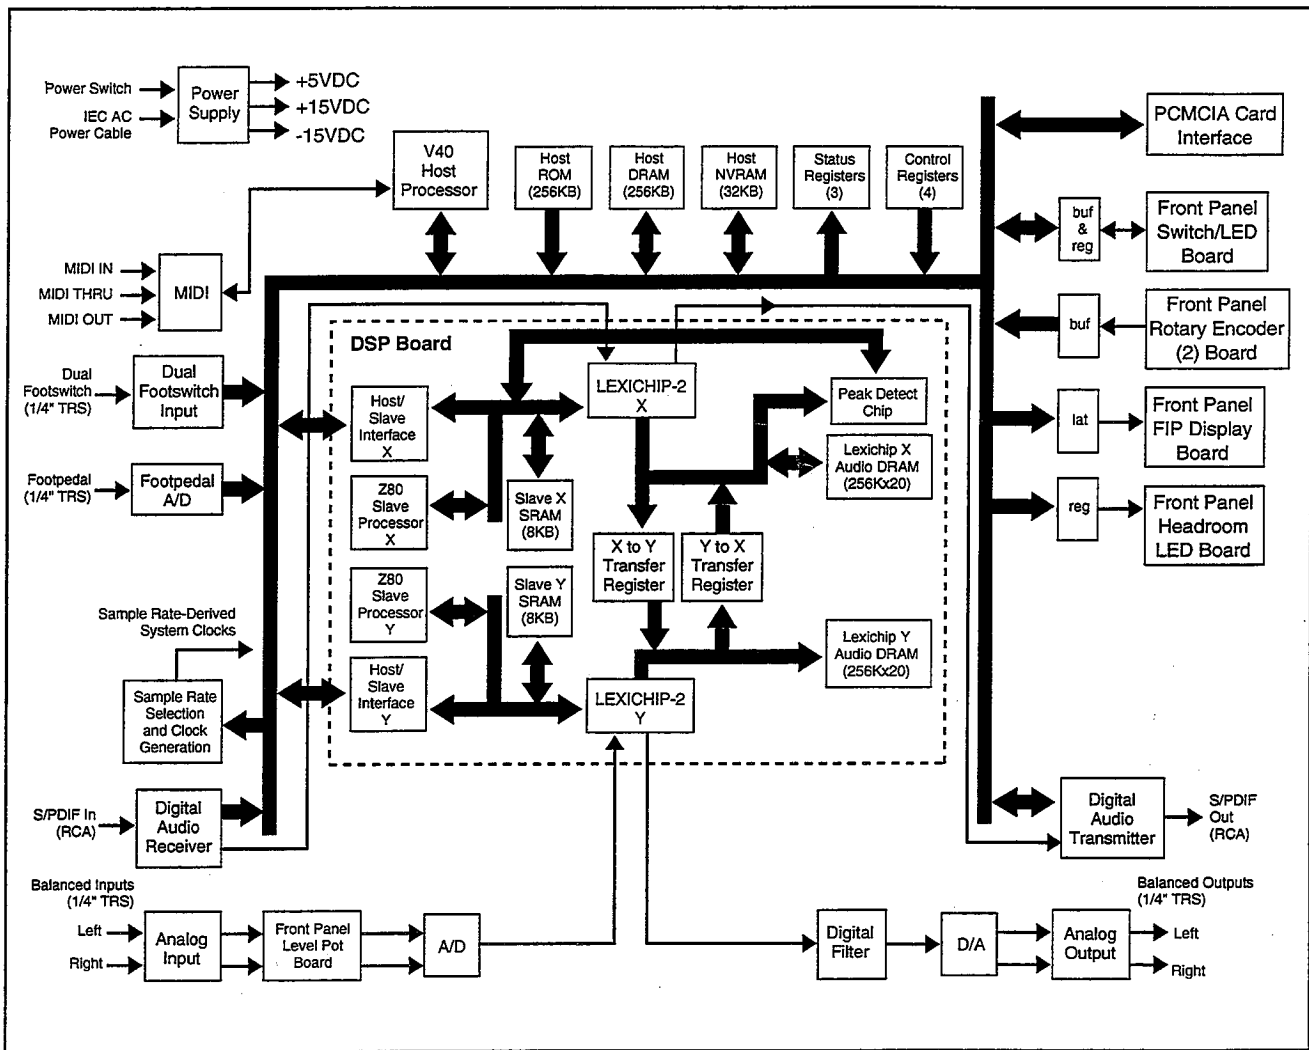 Power Switch
IEC AC
Power Cable
Power
Supply
+5VDC
+15VDC
-15VDC
V40
Host
Processor
Host
ROM
(256KB)
Host
DRAM
(256KB)
Host
NVRAM
(32KB)
Status
Registers
(3)
Control
Registers
(4)
PCMCIA Card
Interface
buf
&
reg
Front Panel
Switch/LED
Board
buf
Front Panel
Rotary Encoder
(2) Board
lat
Front Panel
FIP Display
Board
reg
Front Panel
Headroom
LED Board
MIDI IN
MIDI THRU
MIDI OUT
MIDI
Dual
Footswitch
(1/4" TRS)
Dual
Footswitch
Input
Footpedal
(1/4" TRS)
Footpedal
A/D
DSP Board
Host/
Slave
Interface
X
LEXICHIP-2
X
Peak Detect
Chip
Lexichip X
Audio DRAM
(256Kx20)
Z80
Slave
Processor
X
Slave X
SRAM
(8KB)
X to Y
Transfer
Register
Y to X
Transfer
Register
Z80
Slave
Processor
Y
Slave Y
SRAM
(8KB)
Lexichip Y
Audio DRAM
(256Kx20)
Host/
Slave
Interface
Y
LEXICHIP-2
Y
Sample Rate-Derived
System Clocks
Sample Rate
Selection
and Clock
Generation
S/PDIF In
(RCA)
Digital
Audio
Receiver
Digital
Audio
Transmitter
S/PDIF
Out
(RCA)
Balanced Inputs
(1/4" TRS)
Left
Right
Analog
Input
Front Panel
Level Pot
Board
A/D
Digital
Filter
D/A
Analog
Output
Balanced Outputs
(1/4" TRS)
Left
Right